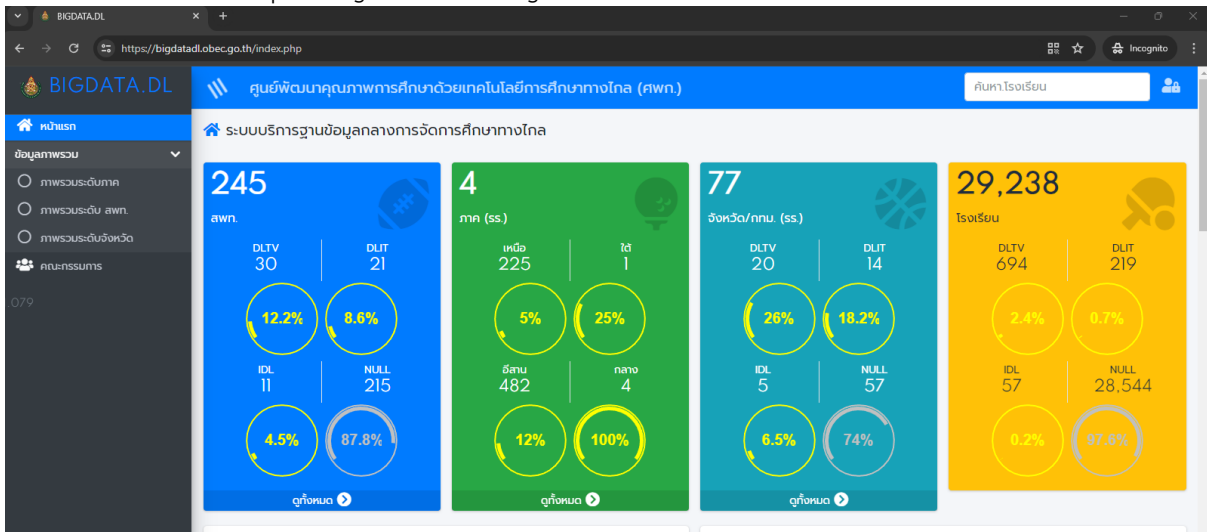 BIGDATA.DL
https://bigdatadl.obec.go.th/index.php
Incognito
BIGDATA.DL
ศูนย์พัฒนาคุณภาพการศึกษาด้วยเทคโนโลยีการศึกษาทางไกล (ศพก.)
ค้นหาโรงเรียน
หน้าแรก
ระบบบริการฐานข้อมูลกลางการจัดการศึกษาทางไกล
ข้อมูลภาพรวม
ภาพรวมระดับภาค
ภาพรวมระดับ สพท.
ภาพรวมระดับจังหวัด
คณะกรรมการ
.079
245
สพท.
DLTV DLIT
30 21
12.2% 8.6%
IDL NULL
11 215
4.5% 87.8%
ดูทั้งหมด
4
ภาค (รร.)
เหนือ ใต้
225 1
5% 25%
อีสาน กลาง
482 4
12% 100%
ดูทั้งหมด
77
จังหวัด/กทม. (รร.)
DLTV DLIT
20 14
26% 18.2%
IDL NULL
5 57
6.5% 74%
ดูทั้งหมด
29,238
โรงเรียน
DLTV DLIT
694 219
2.4% 0.7%
IDL NULL
57 28,544
0.2% 97.6%